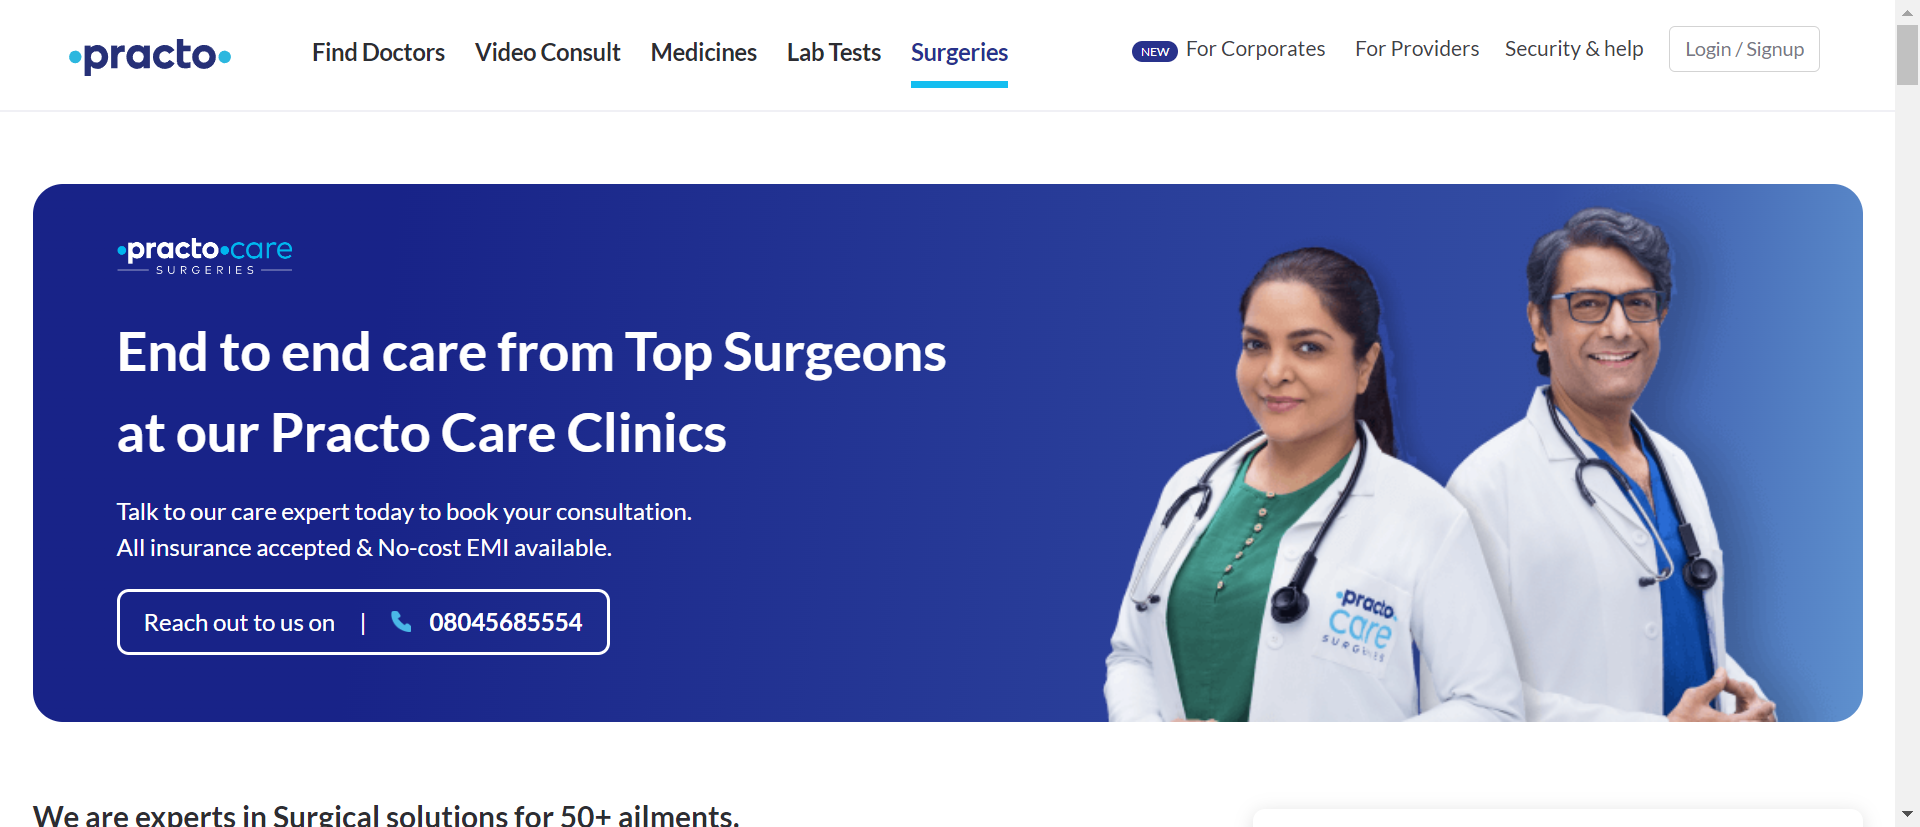 practo
Find Doctors
Video Consult
Medicines
Lab Tests
Surgeries
NEW For Corporates
For Providers
Security & help
Login / Signup
practo care
SURGERIES
End to end care from Top Surgeons
at our Practo Care Clinics
Talk to our care expert today to book your consultation.
All insurance accepted & No-cost EMI available.
Reach out to us on | 08045685554
practo
care
SURGERIES
We are experts in Surgical solutions for 50+ ailments.